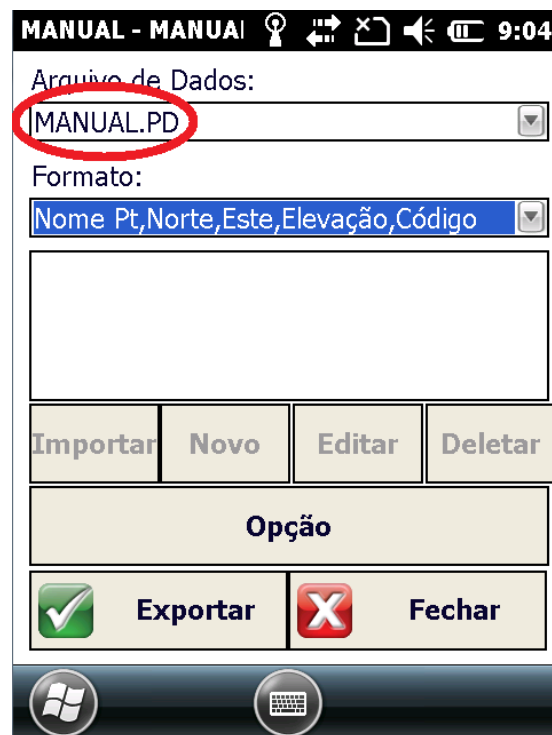 MANUAL - MANUAI 9:04
Arquivo de Dados:
MANUAL.PD
Formato:
Nome Pt,Norte,Este,Elevação,Código
Importar Novo Editar Deletar
Opção
Exportar Fechar